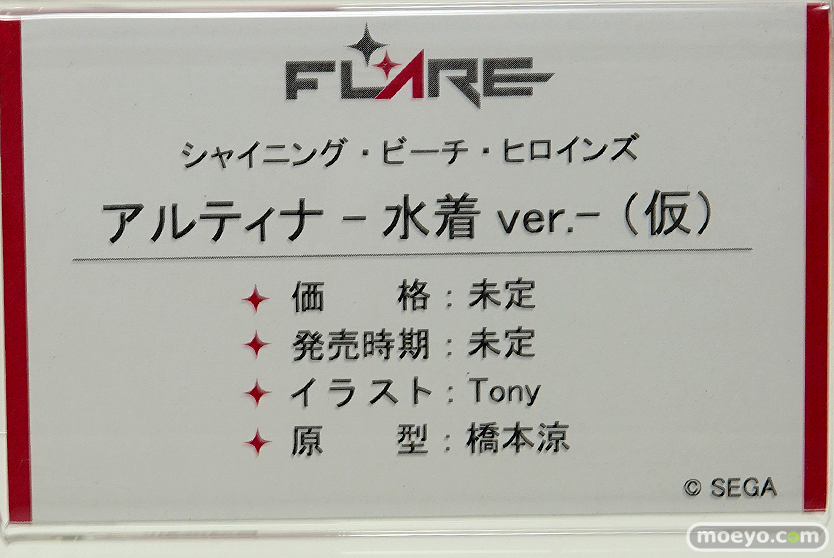 FLARE
シャイニング・ビーチ・ヒロインズ
アルティナ -水着 ver.-（仮）
価　　格：未定
発売時期：未定
イラスト：Tony
原　　型：橋本涼
© SEGA
moeyo.com